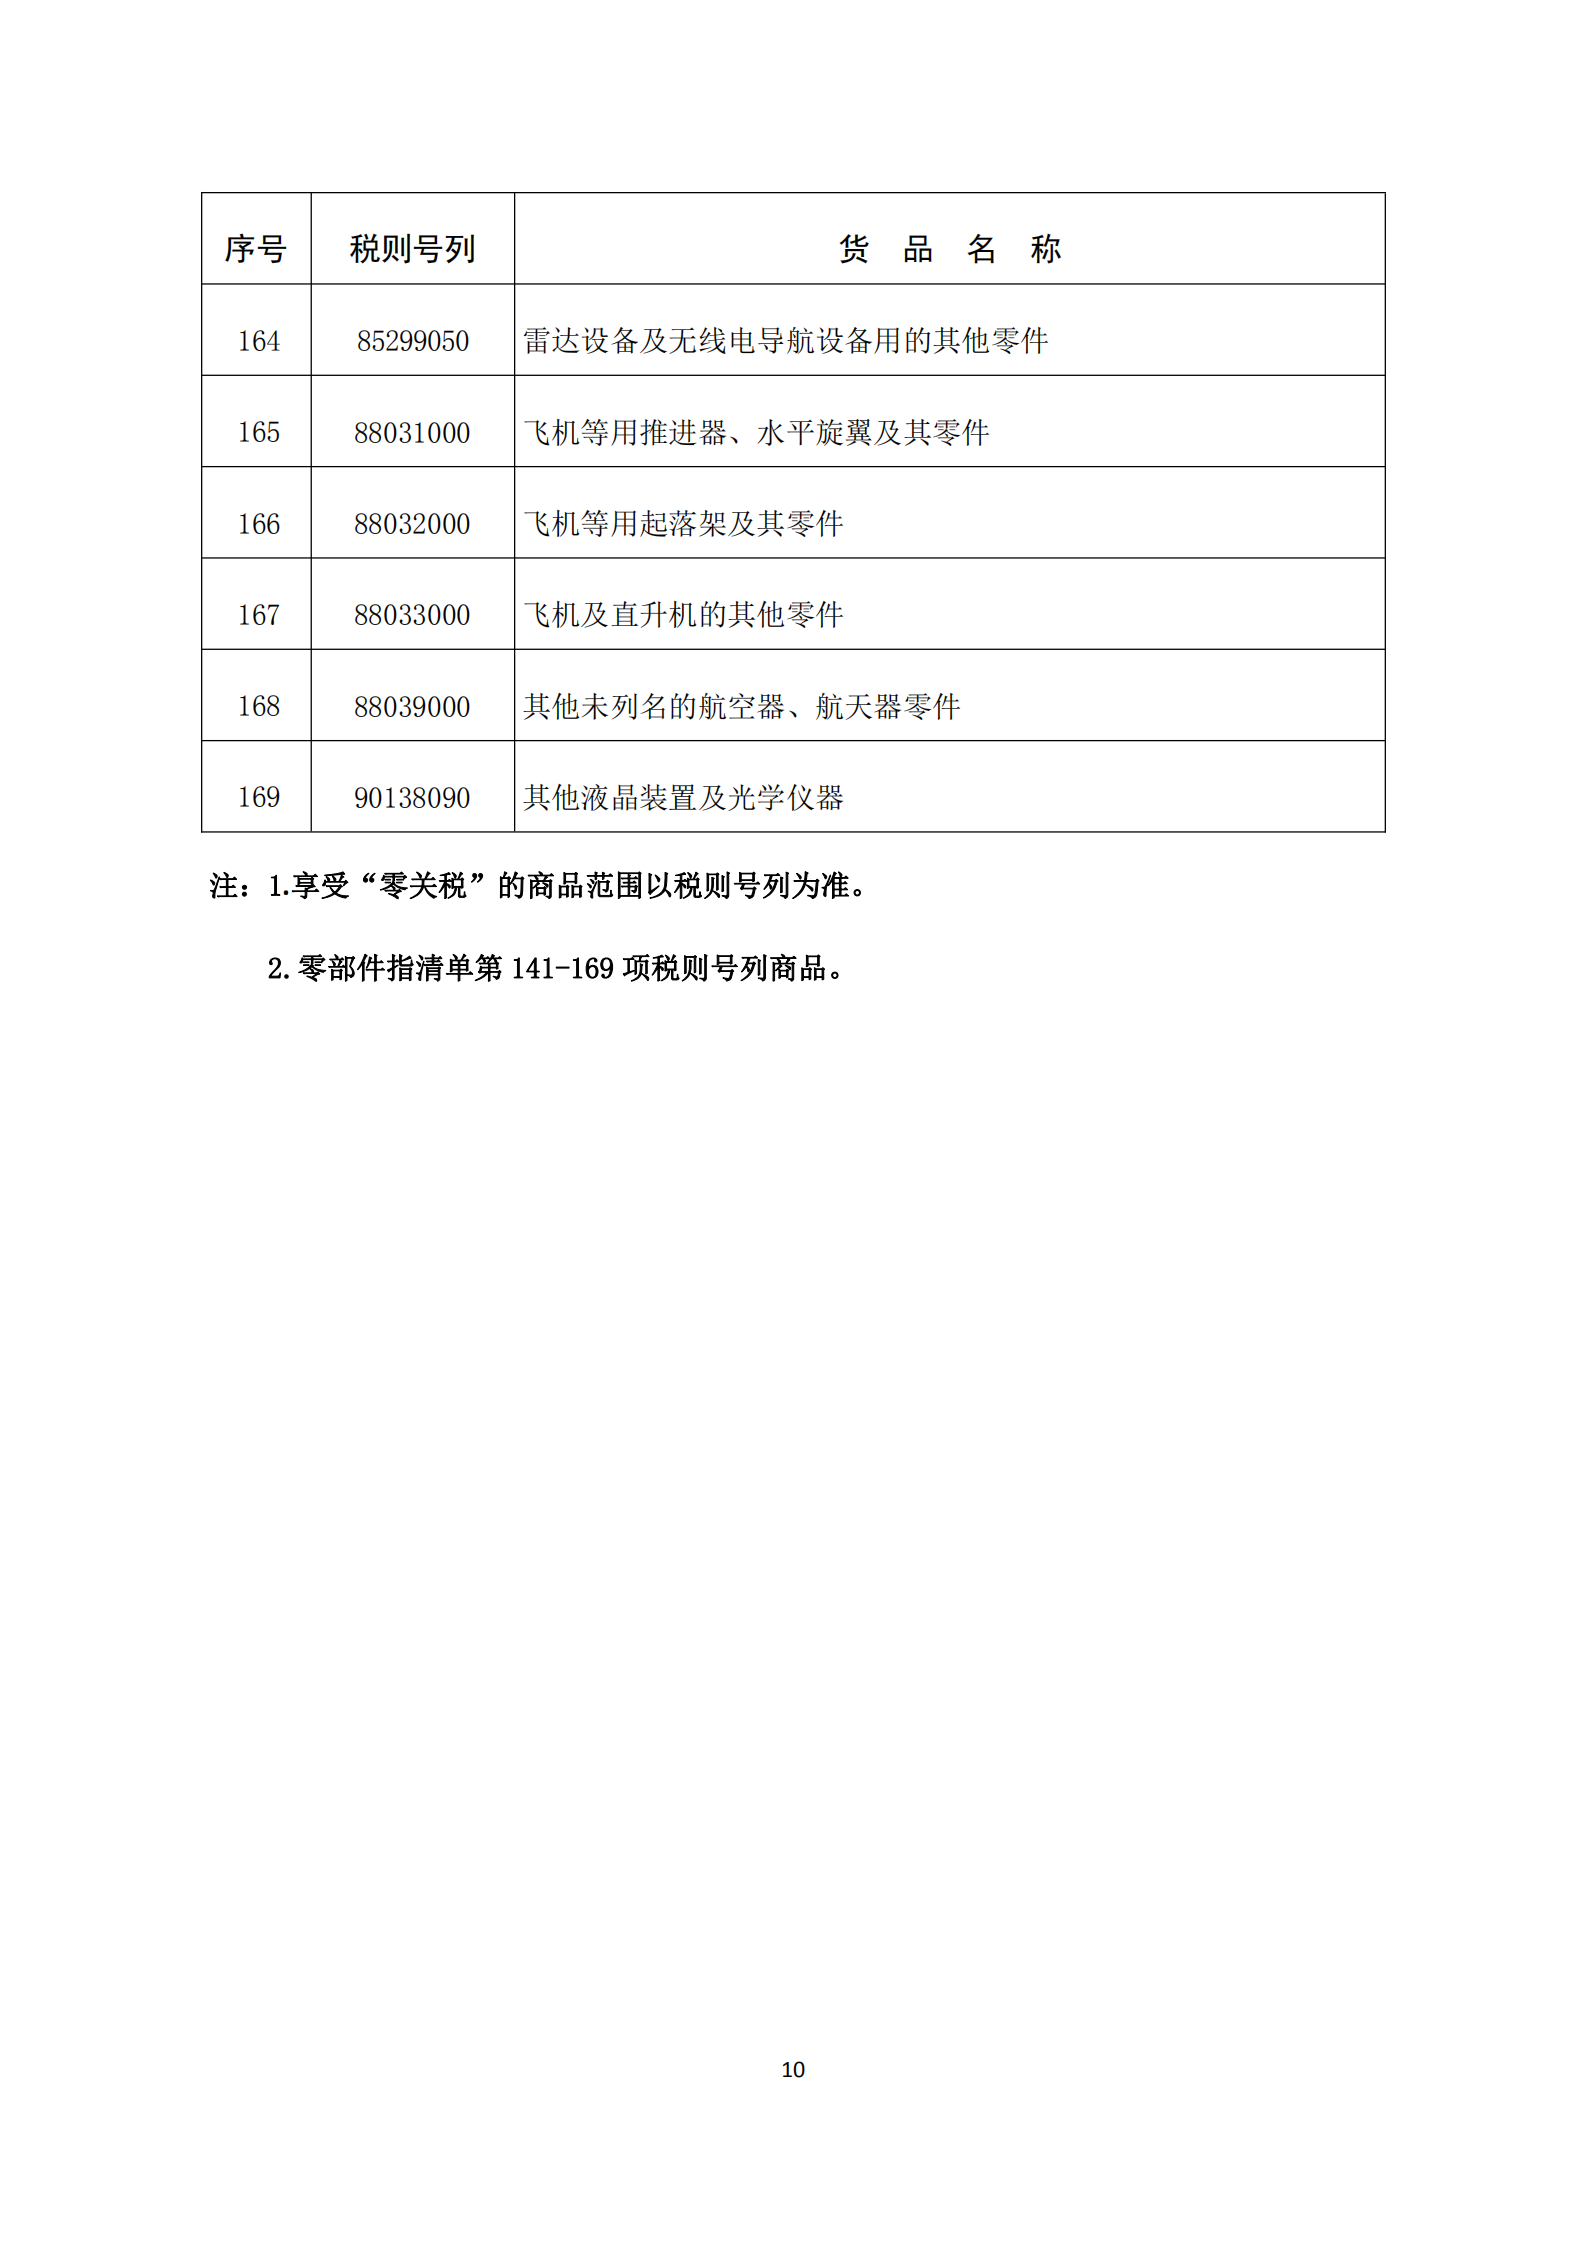 序号 税则号列 货 品 名 称
164 85299050 雷达设备及无线电导航设备用的其他零件
165 88031000 飞机等用推进器、水平旋翼及其零件
166 88032000 飞机等用起落架及其零件
167 88033000 飞机及直升机的其他零件
168 88039000 其他未列名的航空器、航天器零件
169 90138090 其他液晶装置及光学仪器
注：1.享受“零关税”的商品范围以税则号列为准。
2.零部件指清单第 141-169 项税则号列商品。
10